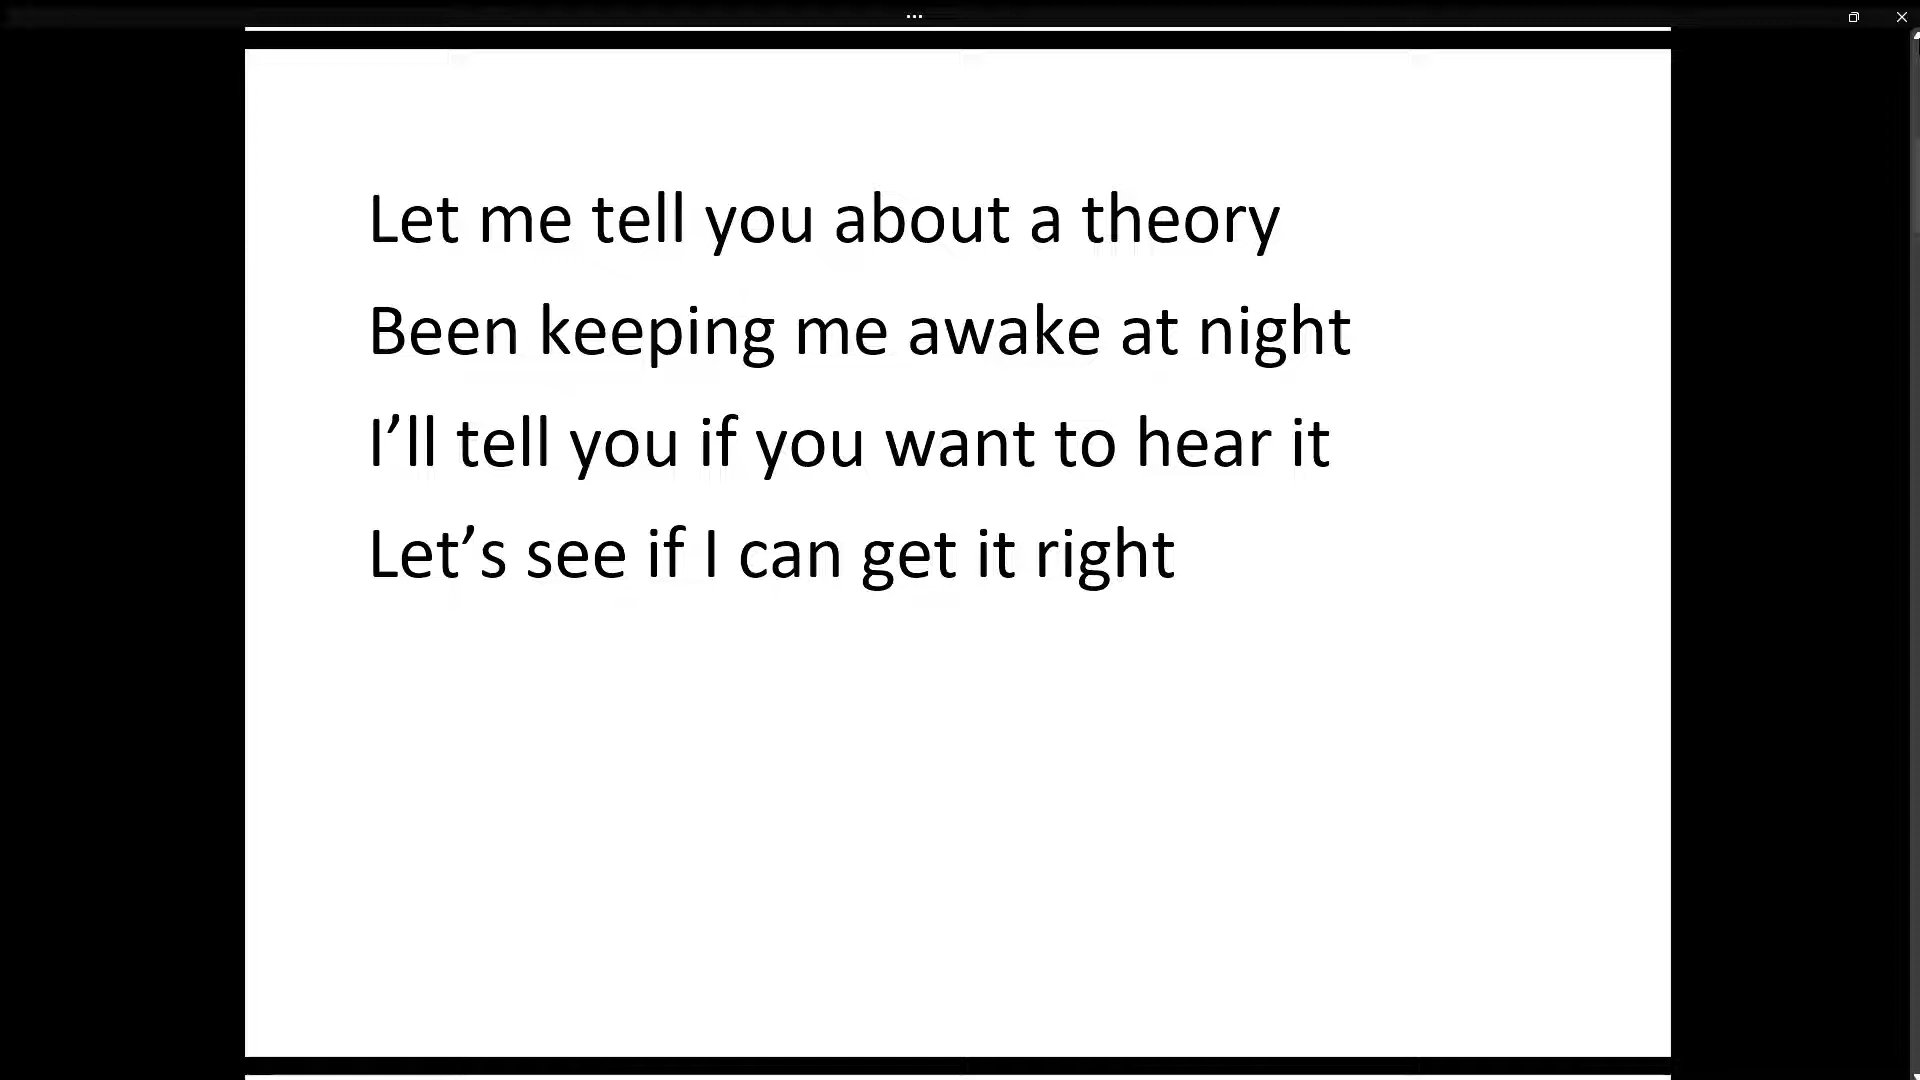 Let me tell you about a theory
Been keeping me awake at night
I’ll tell you if you want to hear it
Let’s see if I can get it right